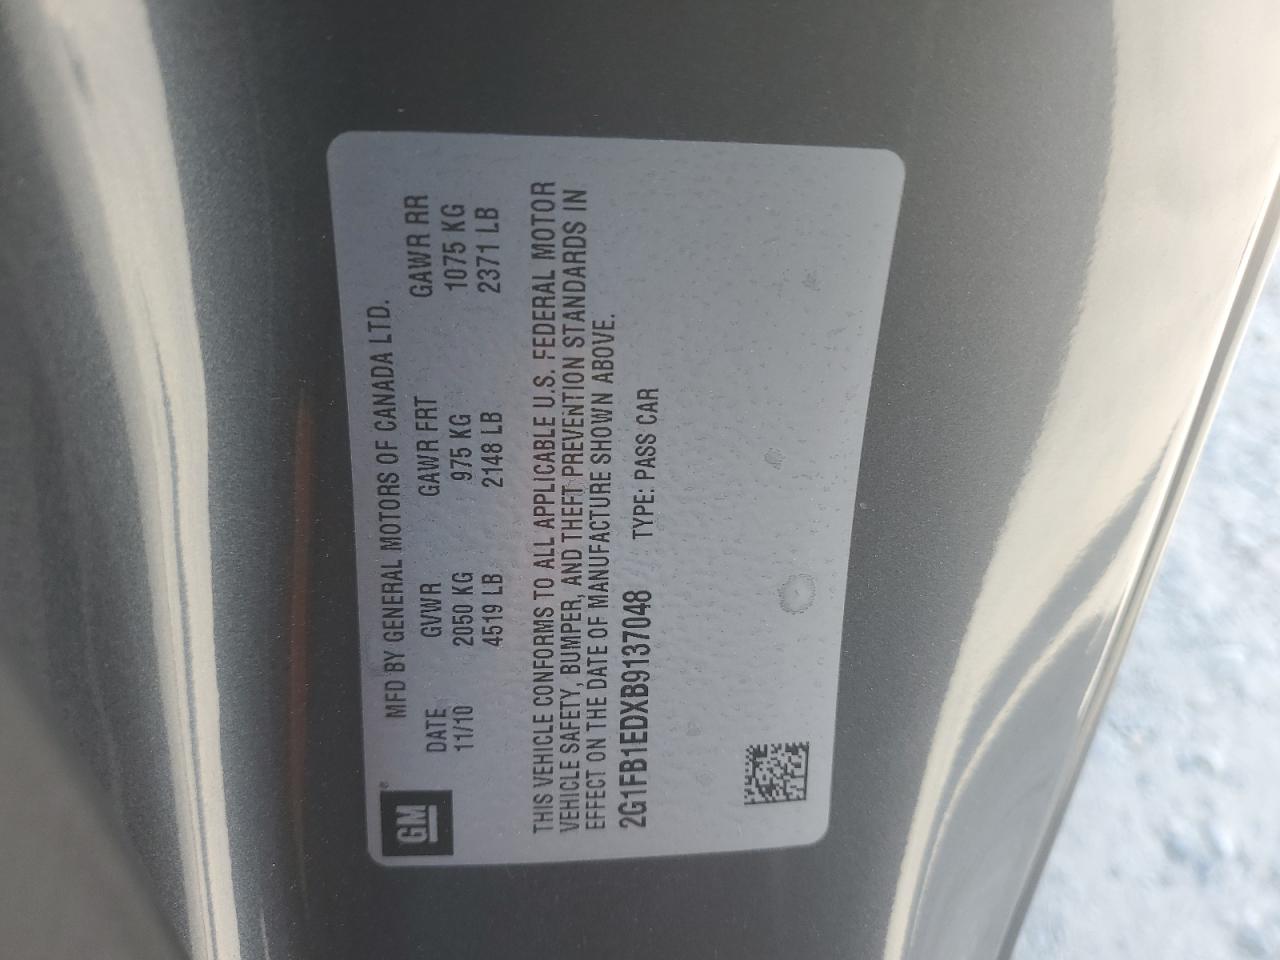 GM®
MFD BY GENERAL MOTORS OF CANADA LTD.
DATE GVWR GAWR FRT GAWR RR
11/10 2050 KG 975 KG 1075 KG
4519 LB 2148 LB 2371 LB
THIS VEHICLE CONFORMS TO ALL APPLICABLE U.S. FEDERAL MOTOR
VEHICLE SAFETY, BUMPER, AND THEFT PREVENTION STANDARDS IN
EFFECT ON THE DATE OF MANUFACTURE SHOWN ABOVE.
2G1FB1EDXB9137048 TYPE: PASS CAR